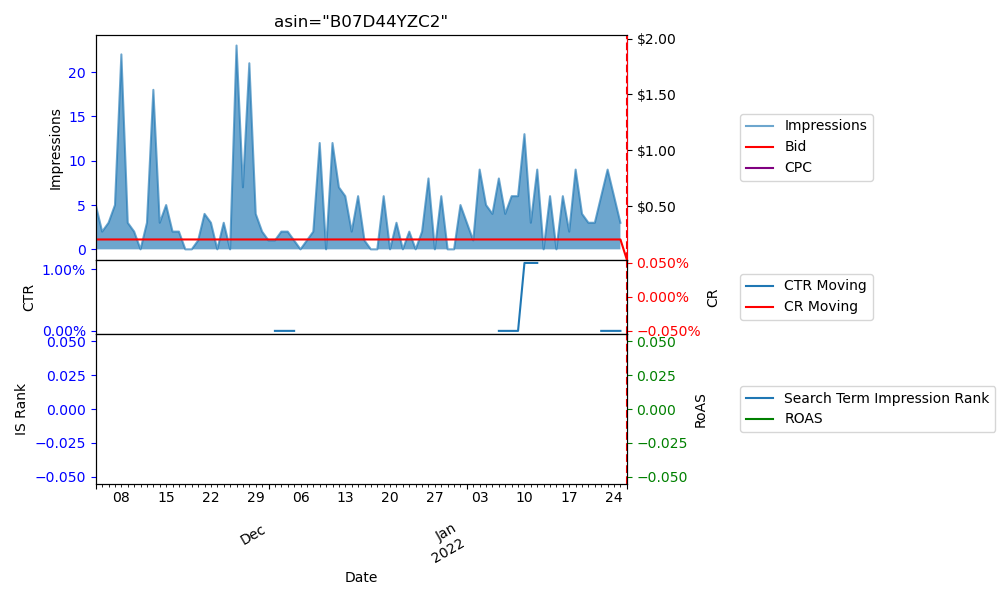 asin="B07D44YZC2"
Impressions
20
15
10
5
0
$2.00
$1.50
$1.00
$0.50
Impressions
Bid
CPC
CTR
1.00%
0.00%
0.050%
0.000%
−0.050%
CR
CTR Moving
CR Moving
IS Rank
0.050
0.025
0.000
−0.025
−0.050
0.050
0.025
0.000
−0.025
−0.050
RoAS
Search Term Impression Rank
ROAS
08 15 22 29 06 13 20 27 03 10 17 24
Dec
Jan
2022
Date